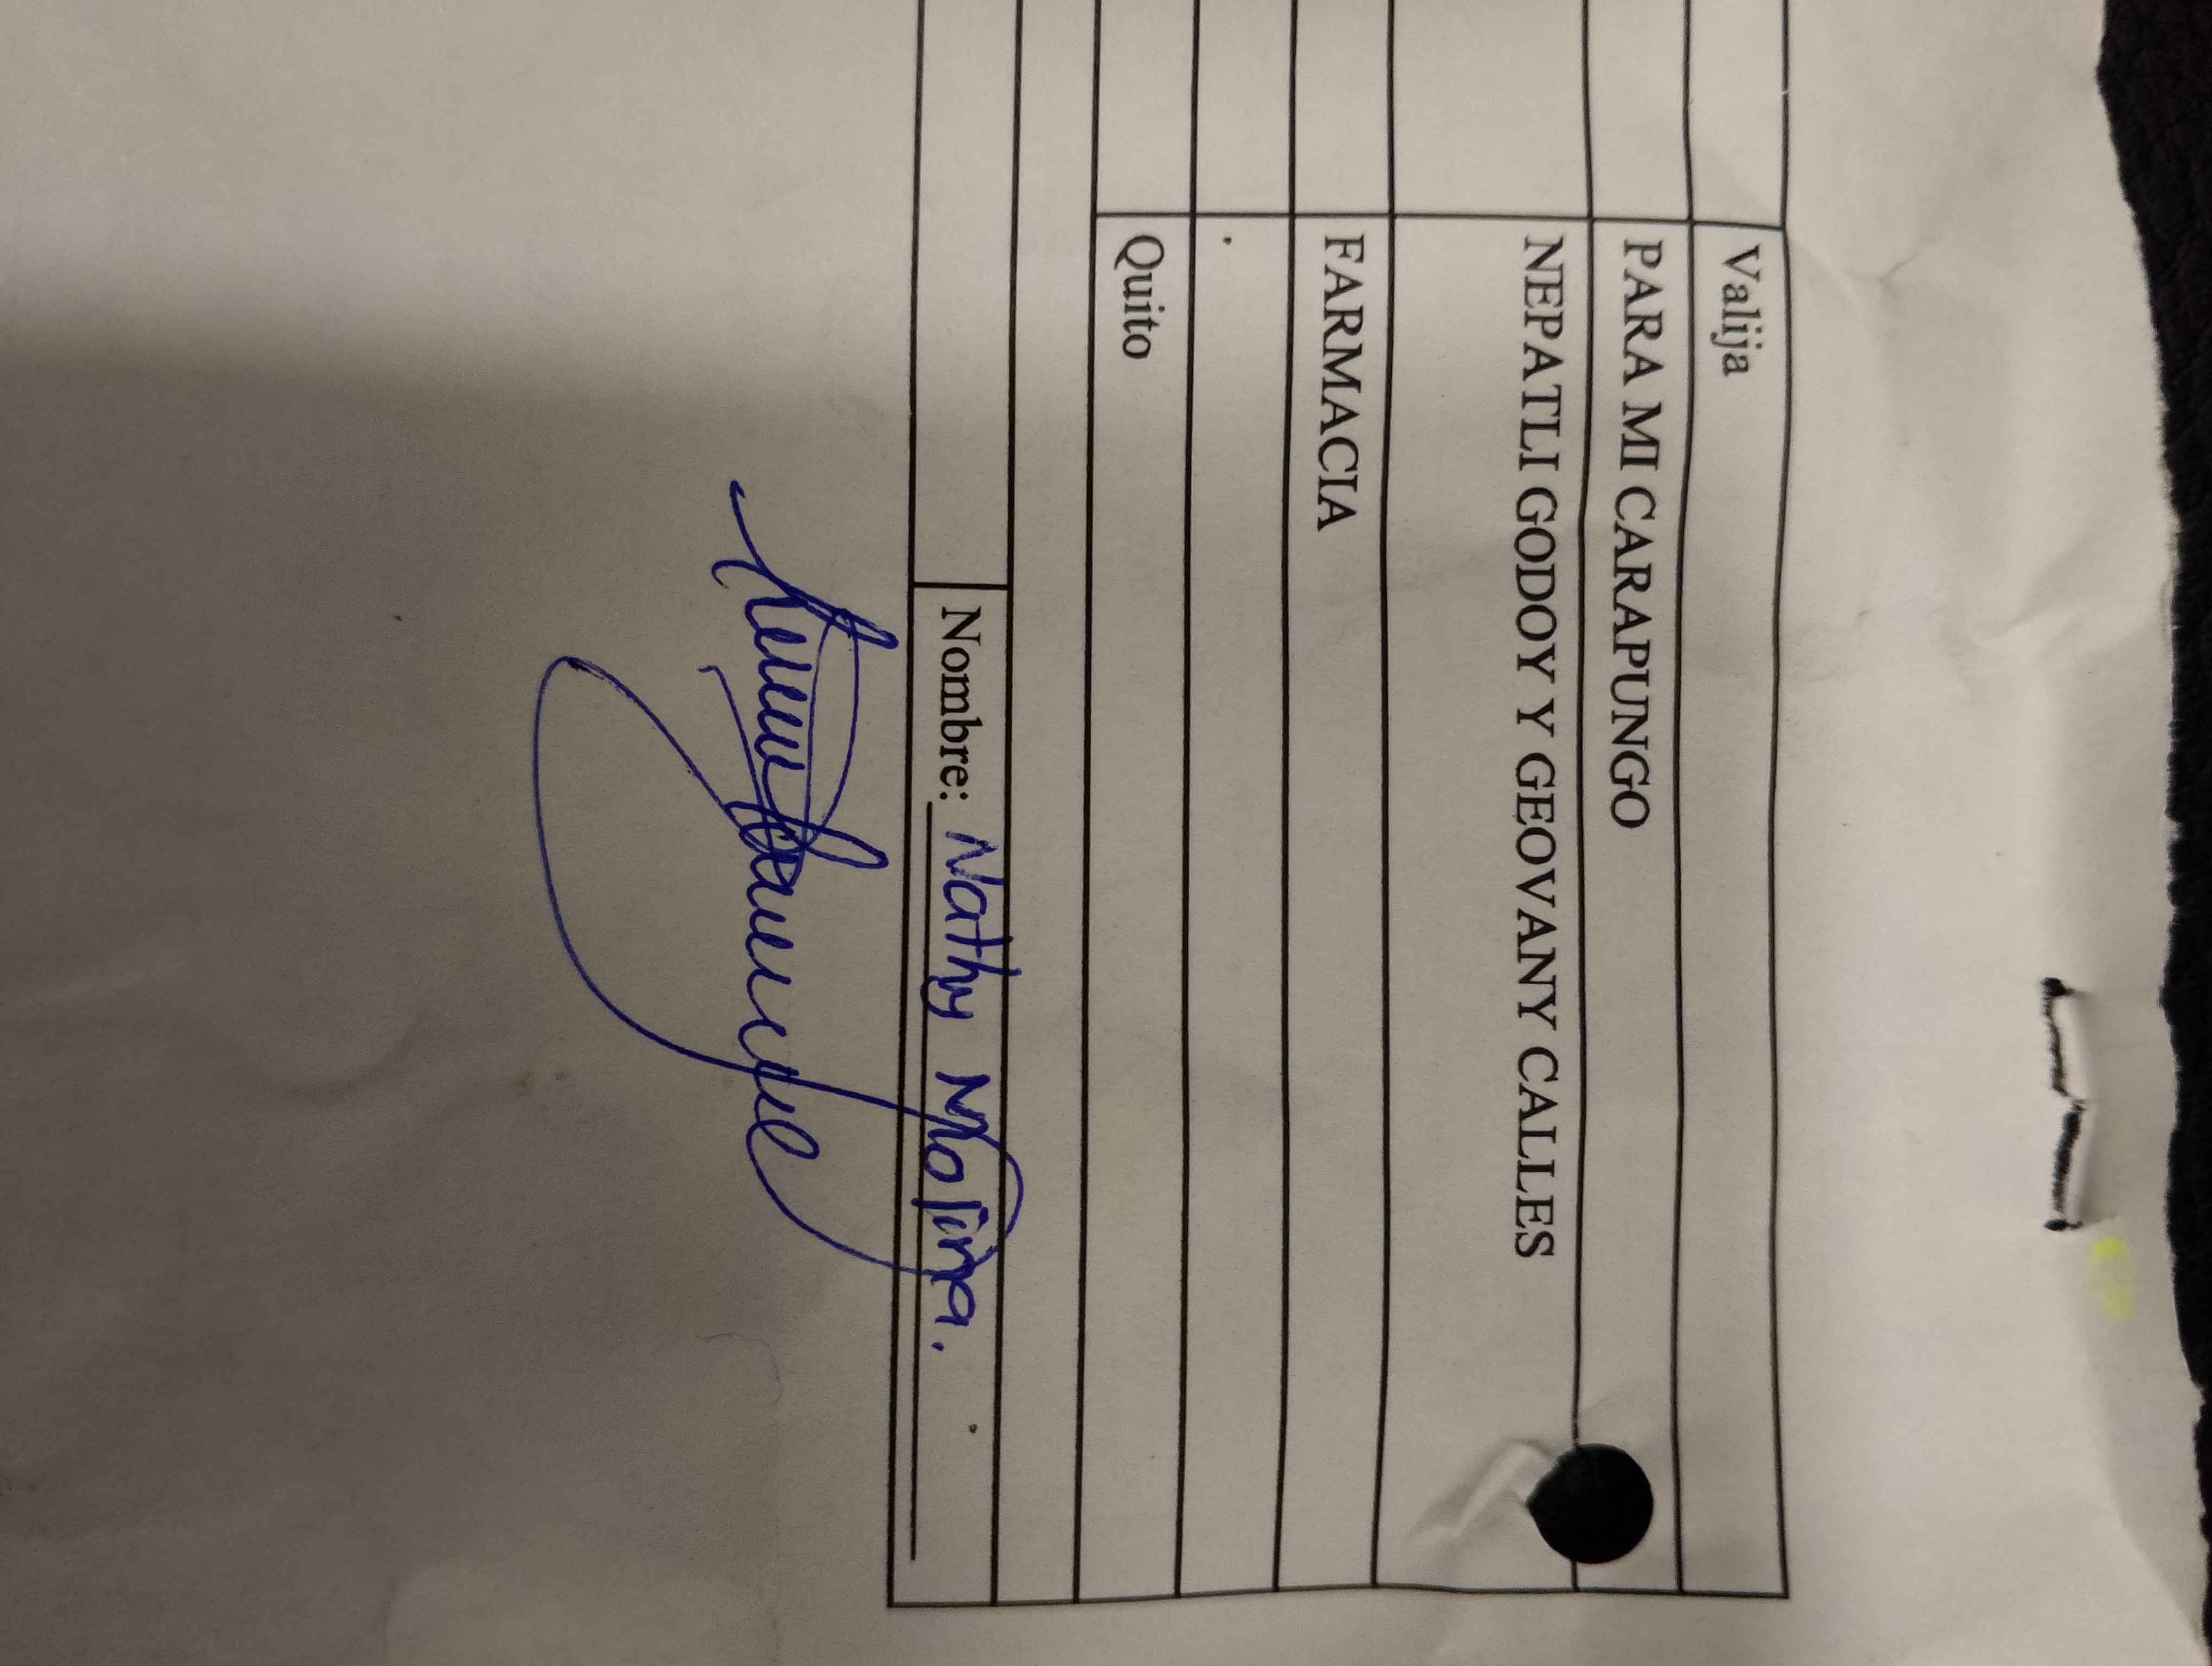 Valija
PARA MI CARAPUNGO
NEPATLI GODOY Y GEOVANY CALLES
FARMACIA
.
Quito
Nombre: Nathy Molina.